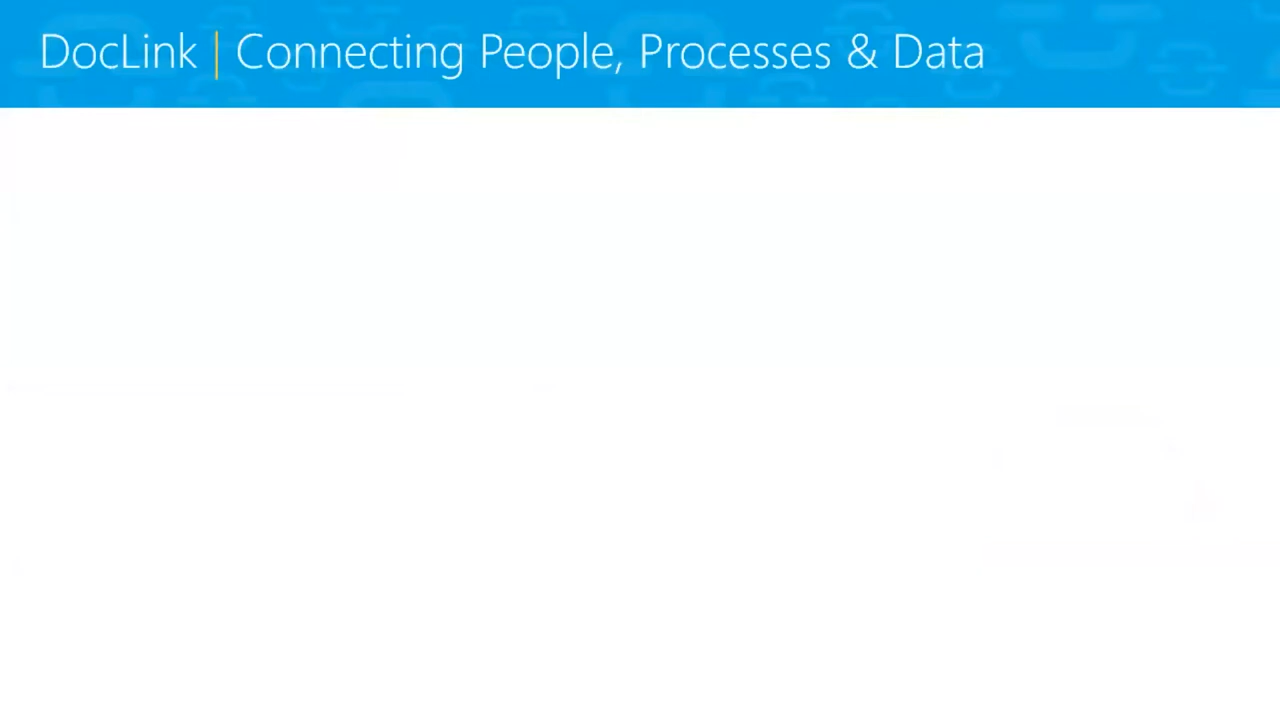 DocLink | Connecting People, Processes & Data